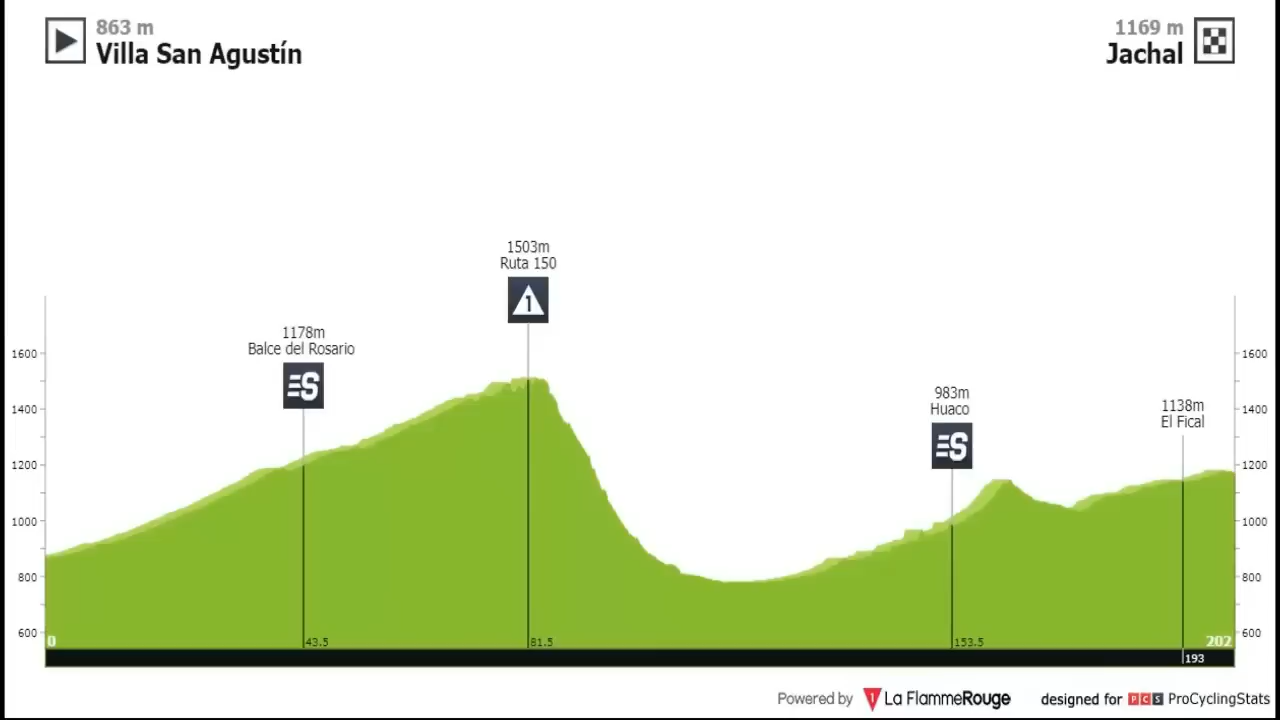 863 m
Villa San Agustín
1169 m
Jachal
1503m
Ruta 150
1
1178m
Balce del Rosario
S
983m
Huaco
S
1138m
El Fical
1600
1400
1200
1000
800
600
1600
1400
1200
1000
800
600
0
43.5
81.5
153.5
202
193
Powered by 1 La FlammeRouge designed for PCS ProCyclingStats